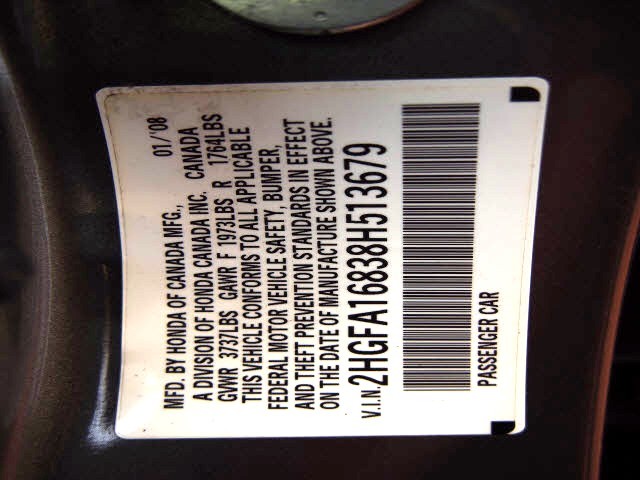 MFD. BY HONDA OF CANADA MFG., 01/'08
A DIVISION OF HONDA CANADA INC. CANADA
GVWR 3737LBS GAWR F 1973LBS R 1764LBS
THIS VEHICLE CONFORMS TO ALL APPLICABLE
FEDERAL MOTOR VEHICLE SAFETY, BUMPER,
AND THEFT PREVENTION STANDARDS IN EFFECT
ON THE DATE OF MANUFACTURE SHOWN ABOVE.
V.I.N. 2HGFA16838H513679
PASSENGER CAR